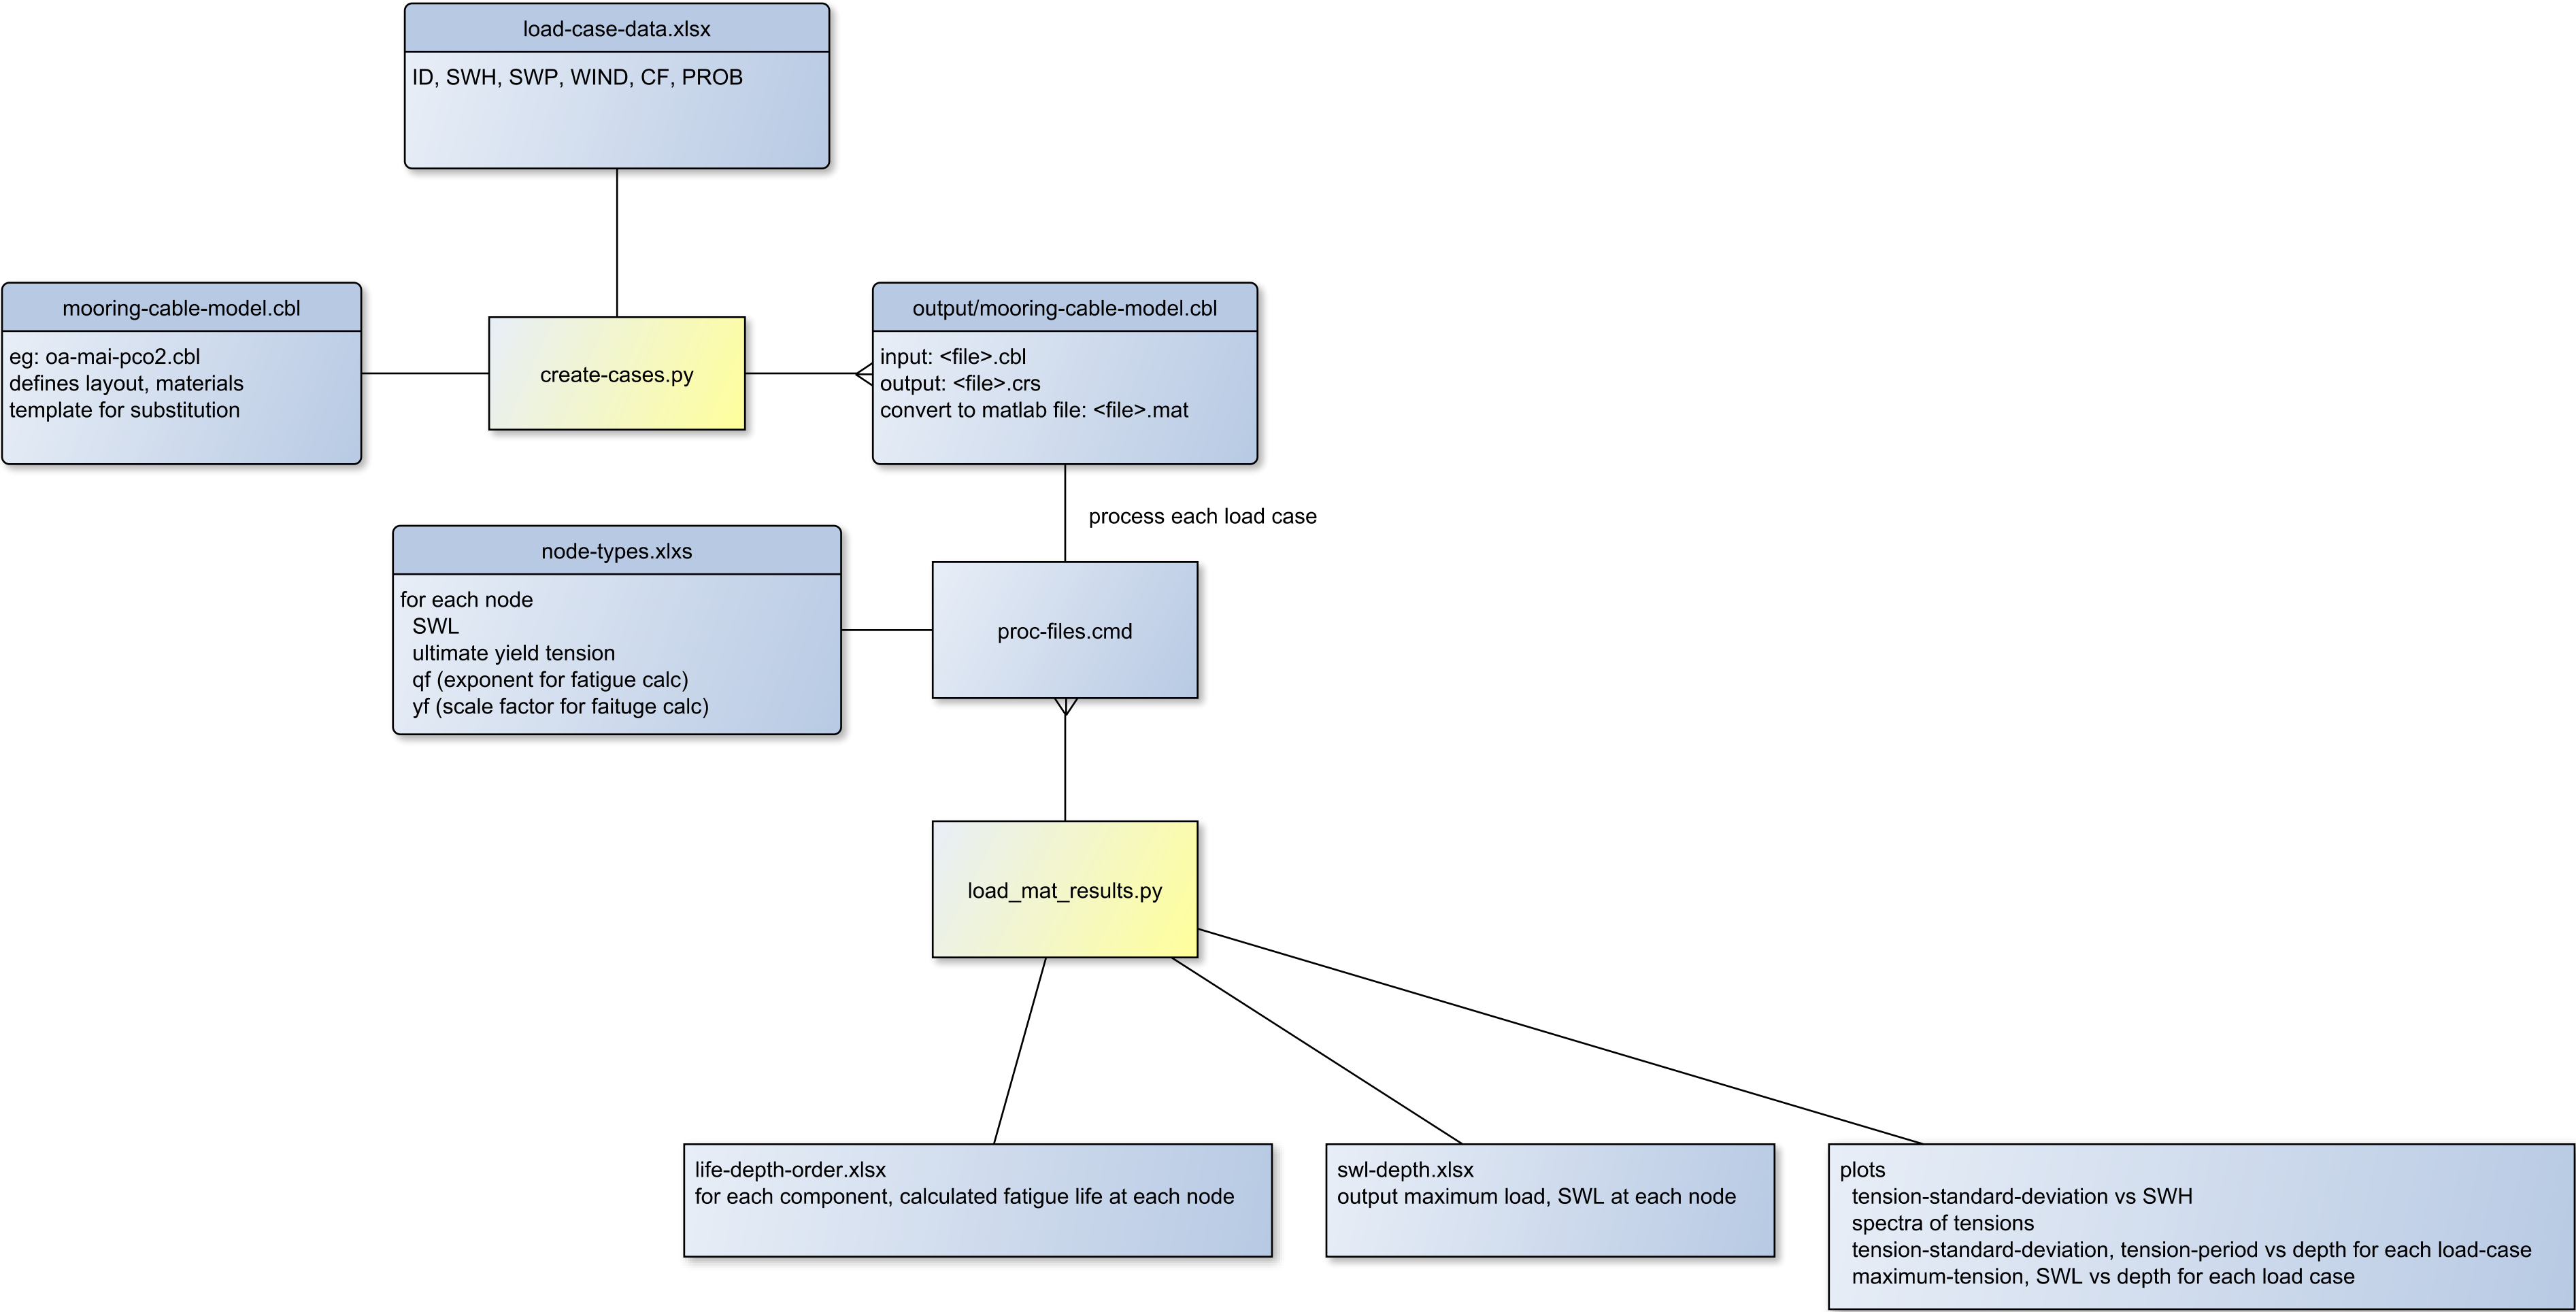 load-case-data.xlsx
ID, SWH, SWP, WIND, CF, PROB
mooring-cable-model.cbl
eg: oa-mai-pco2.cbl
defines layout, materials
template for substitution
create-cases.py
output/mooring-cable-model.cbl
input: <file>.cbl
output: <file>.crs
convert to matlab file: <file>.mat
process each load case
node-types.xlxs
for each node
SWL
ultimate yield tension
qf (exponent for fatigue calc)
yf (scale factor for faituge calc)
proc-files.cmd
load_mat_results.py
life-depth-order.xlsx
for each component, calculated fatigue life at each node
swl-depth.xlsx
output maximum load, SWL at each node
plots
tension-standard-deviation vs SWH
spectra of tensions
tension-standard-deviation, tension-period vs depth for each load-case
maximum-tension, SWL vs depth for each load case